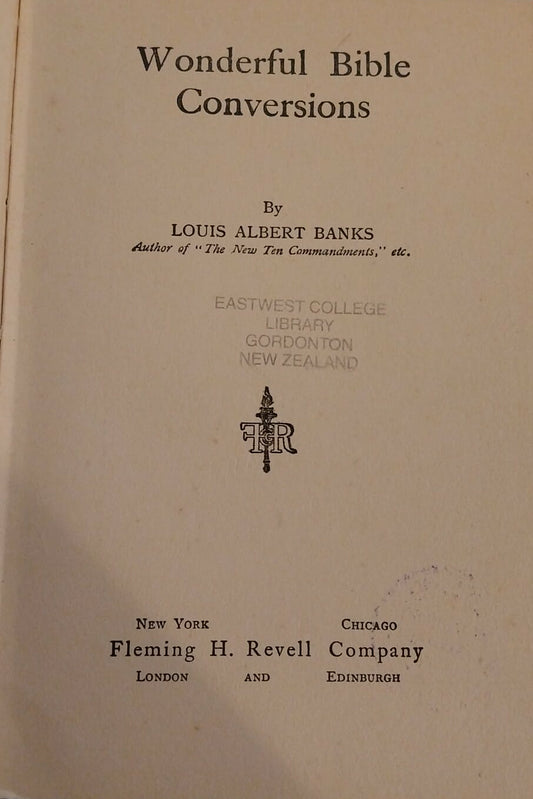 Wonderful Bible
Conversions
By
LOUIS ALBERT BANKS
Author of "The New Ten Commandments," etc.
EASTWEST COLLEGE
LIBRARY
GORDONTON
NEW ZEALAND
FHR
NEW YORK CHICAGO
Fleming H. Revell Company
LONDON AND EDINBURGH